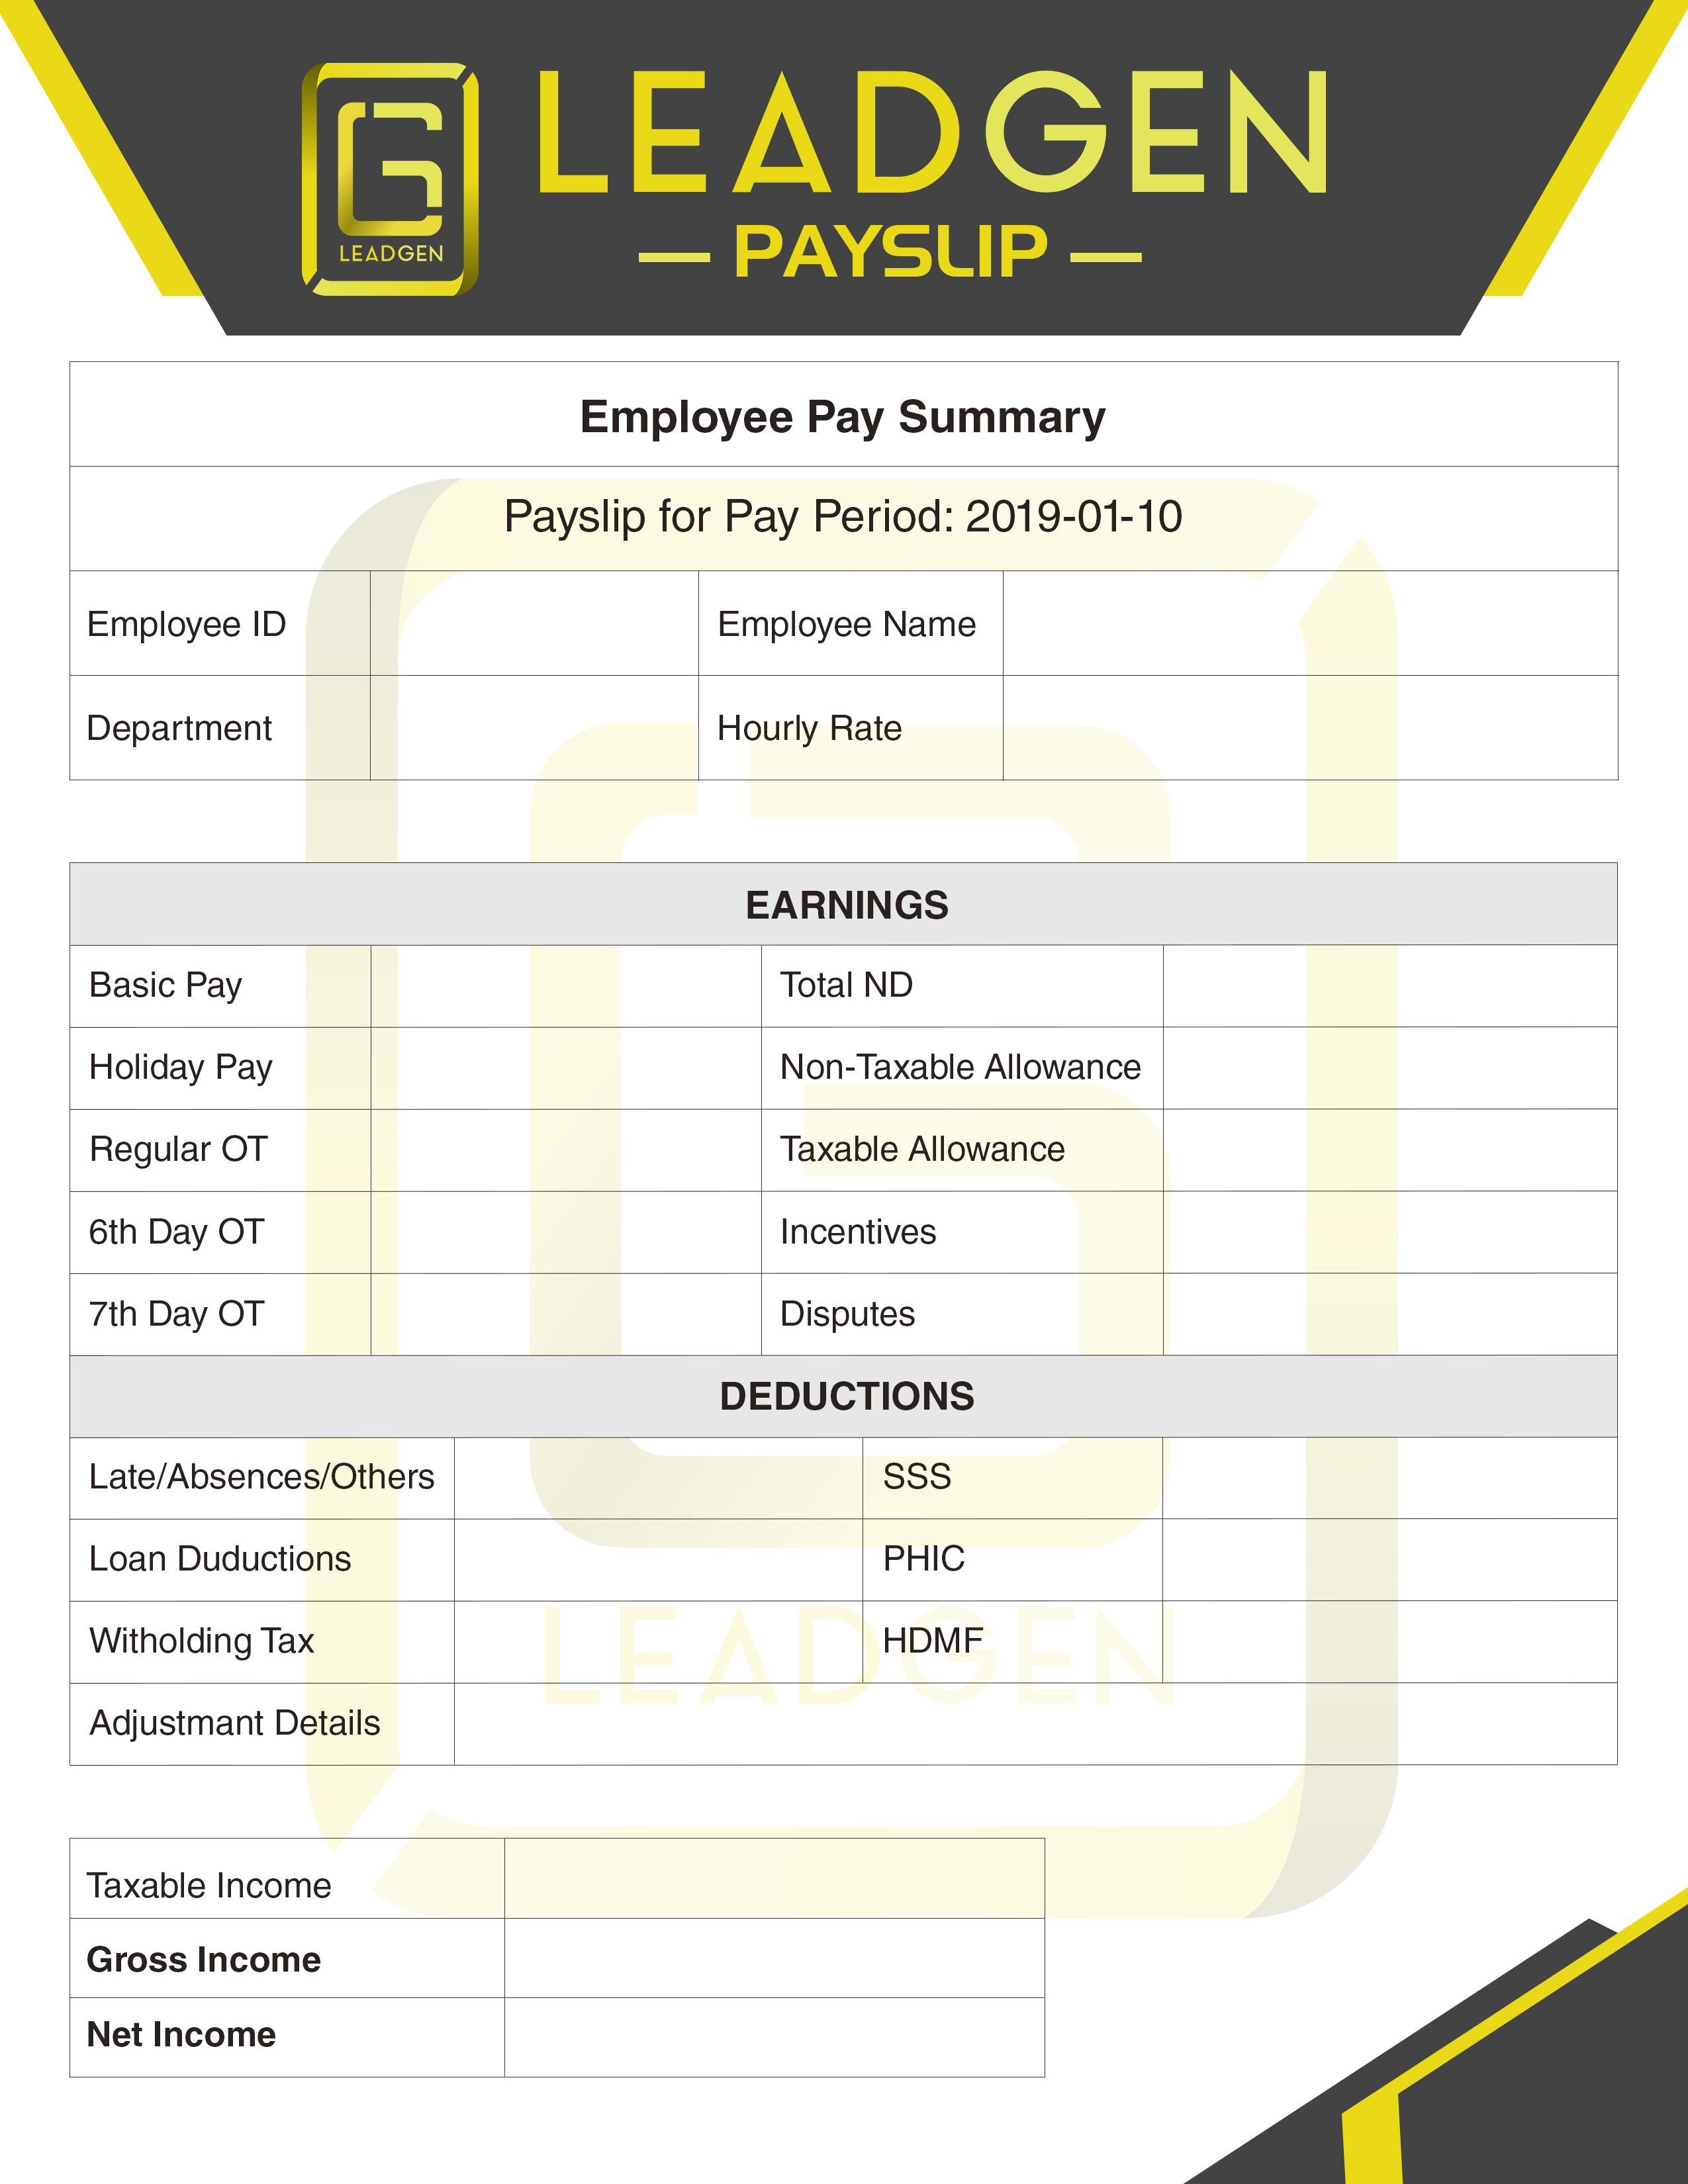 LEADGEN
LEADGEN
PAYSLIP
Employee Pay Summary
Payslip for Pay Period: 2019-01-10
Employee ID Employee Name
Department Hourly Rate
EARNINGS
Basic Pay Total ND
Holiday Pay Non-Taxable Allowance
Regular OT Taxable Allowance
6th Day OT Incentives
7th Day OT Disputes
DEDUCTIONS
Late/Absences/Others SSS
Loan Duductions PHIC
Witholding Tax HDMF
LEADGEN
Adjustmant Details
Taxable Income
Gross Income
Net Income